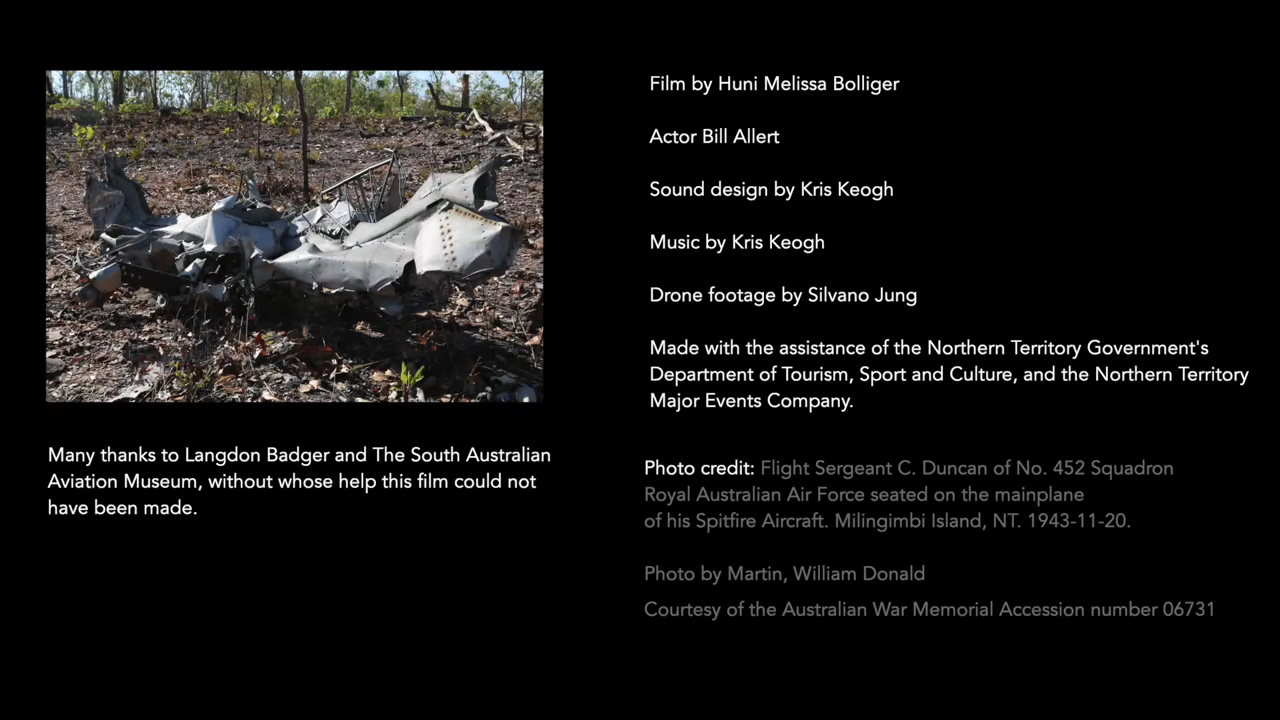 Film by Huni Melissa Bolliger
Actor Bill Allert
Sound design by Kris Keogh
Music by Kris Keogh
Drone footage by Silvano Jung
Made with the assistance of the Northern Territory Government's
Department of Tourism, Sport and Culture, and the Northern Territory
Major Events Company.
Many thanks to Langdon Badger and The South Australian
Aviation Museum, without whose help this film could not
have been made.
Photo credit: Flight Sergeant C. Duncan of No. 452 Squadron
Royal Australian Air Force seated on the mainplane
of his Spitfire Aircraft. Milingimbi Island, NT. 1943-11-20.
Photo by Martin, William Donald
Courtesy of the Australian War Memorial Accession number 06731